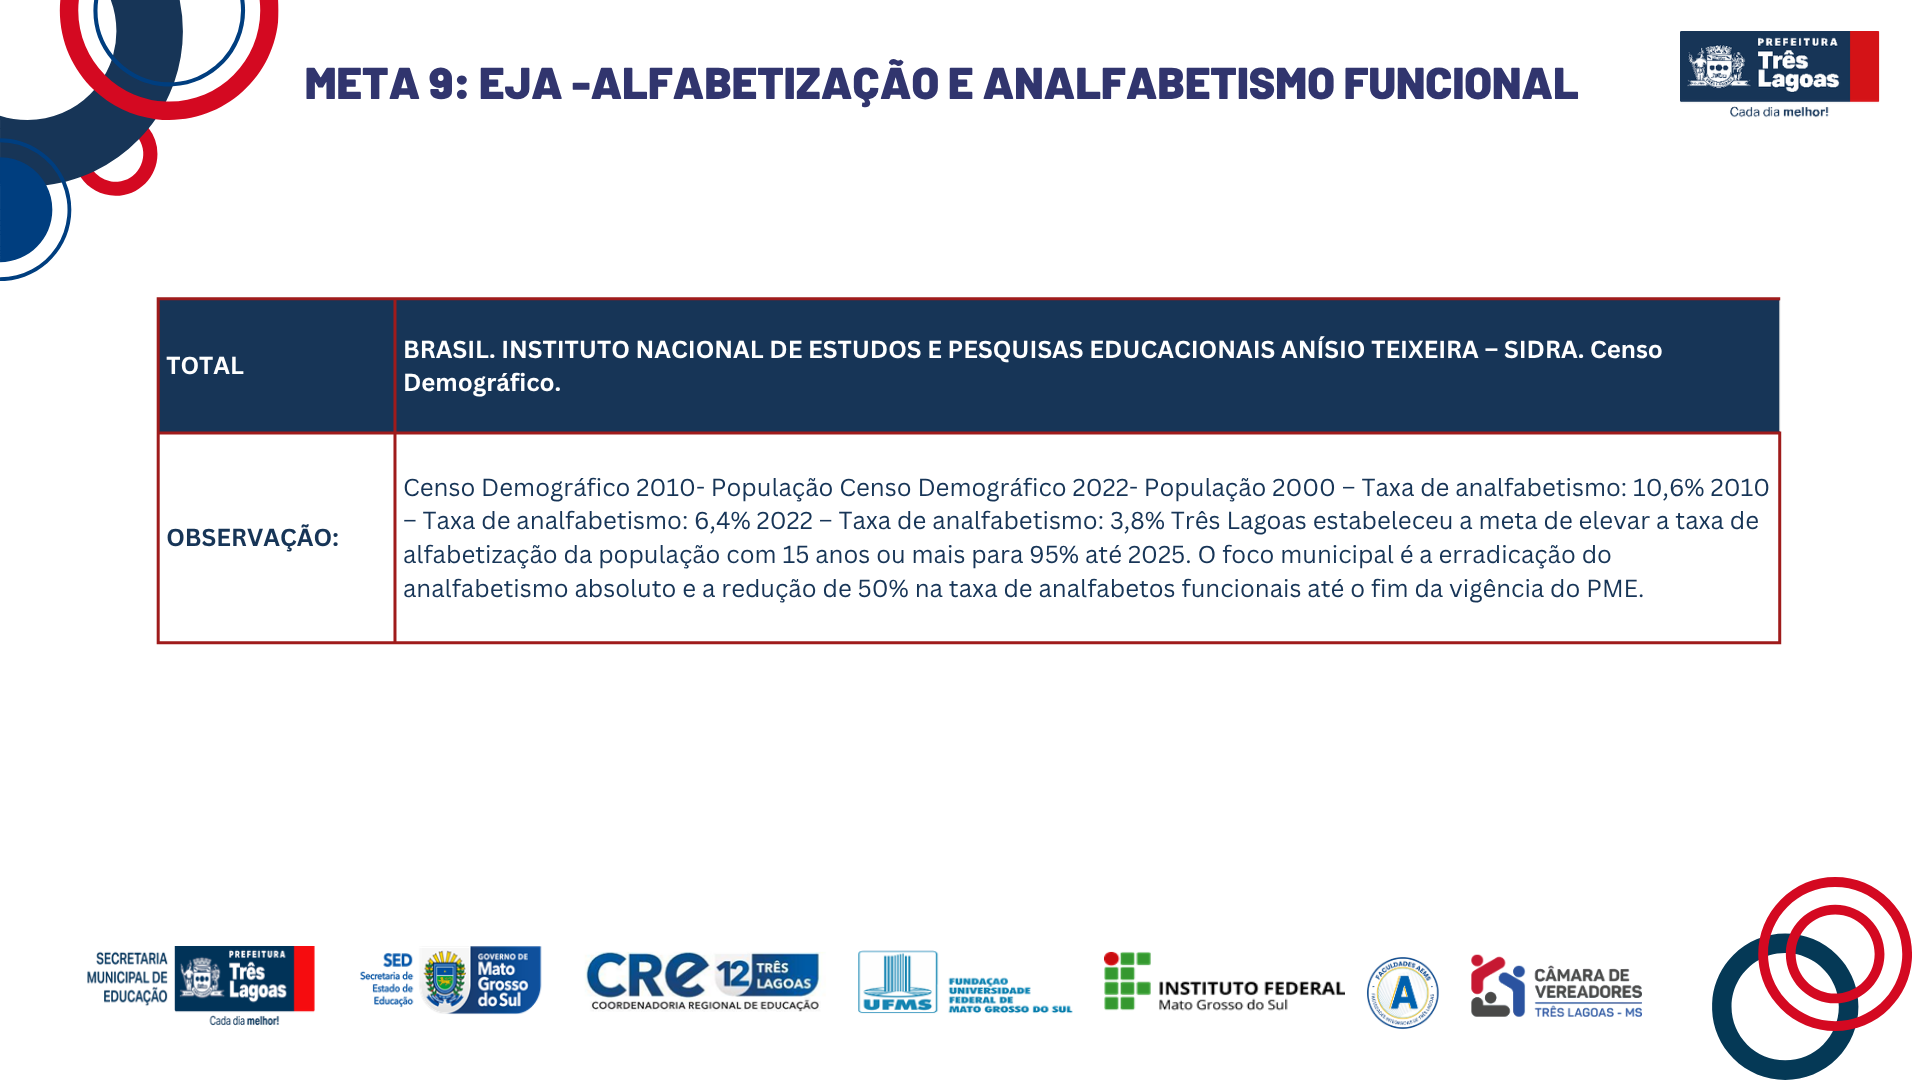 META 9: EJA -ALFABETIZAÇÃO E ANALFABETISMO FUNCIONAL
PREFEITURA
Três
Lagoas
Cada dia melhor!
TOTAL
BRASIL. INSTITUTO NACIONAL DE ESTUDOS E PESQUISAS EDUCACIONAIS ANÍSIO TEIXEIRA – SIDRA. Censo
Demográfico.
OBSERVAÇÃO:
Censo Demográfico 2010- População Censo Demográfico 2022- População 2000 – Taxa de analfabetismo: 10,6% 2010
– Taxa de analfabetismo: 6,4% 2022 – Taxa de analfabetismo: 3,8% Três Lagoas estabeleceu a meta de elevar a taxa de
alfabetização da população com 15 anos ou mais para 95% até 2025. O foco municipal é a erradicação do
analfabetismo absoluto e a redução de 50% na taxa de analfabetos funcionais até o fim da vigência do PME.
SECRETARIA
MUNICIPAL DE
EDUCAÇÃO
PREFEITURA
Três
Lagoas
Cada dia melhor!
SED
Secretaria de
Estado de
Educação
GOVERNO DE
Mato
Grosso
do Sul
CRE 12 TRÊS
LAGOAS
COORDENADORIA REGIONAL DE EDUCAÇÃO
UFMS
FUNDAÇAO
UNIVERSIDADE
FEDERAL DE
MATO GROSSO DO SUL
INSTITUTO FEDERAL
Mato Grosso do Sul
FACULDADES AEMS
A
CÂMARA DE
VEREADORES
TRÊS LAGOAS - MS